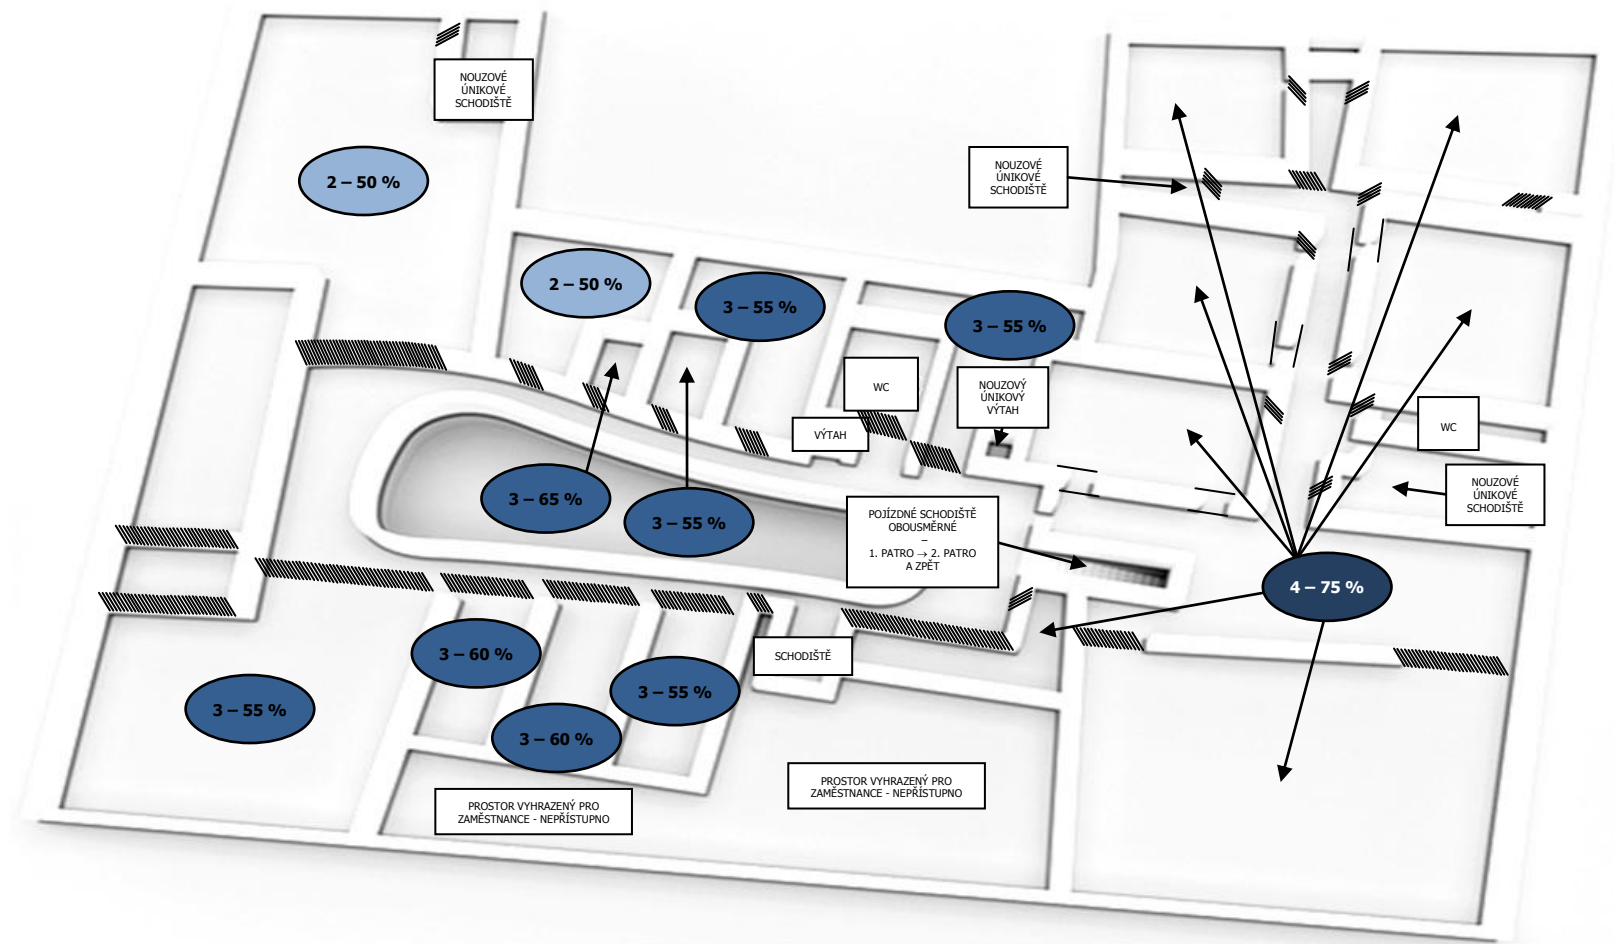 NOUZOVÉ
ÚNIKOVÉ
SCHODIŠTĚ
2 – 50 %
NOUZOVÉ
ÚNIKOVÉ
SCHODIŠTĚ
2 – 50 %
3 – 55 %
3 – 55 %
WC
NOUZOVÝ
ÚNIKOVÝ
VÝTAH
VÝTAH
WC
3 – 65 %
3 – 55 %
POJÍZDNÉ SCHODIŠTĚ
OBOUSMĚRNÉ
–
1. PATRO → 2. PATRO
A ZPĚT
NOUZOVÉ
ÚNIKOVÉ
SCHODIŠTĚ
4 – 75 %
3 – 60 %
SCHODIŠTĚ
3 – 55 %
3 – 55 %
3 – 60 %
PROSTOR VYHRAZENÝ PRO
ZAMĚSTNANCE - NEPŘÍSTUPNO
PROSTOR VYHRAZENÝ PRO
ZAMĚSTNANCE - NEPŘÍSTUPNO